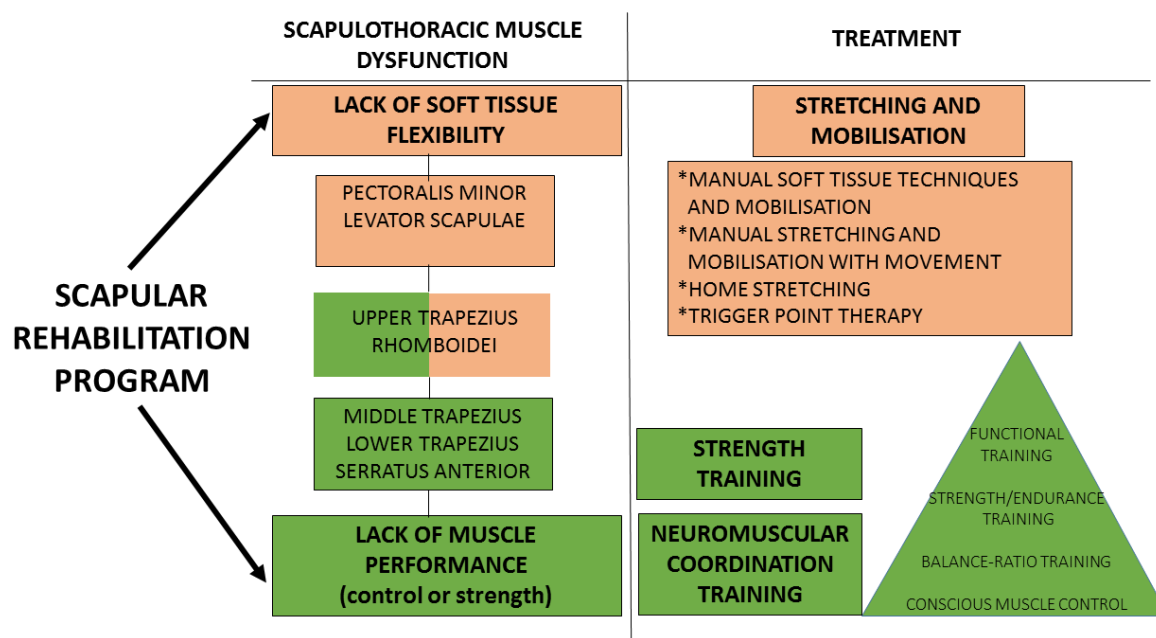 SCAPULOTHORACIC MUSCLE
DYSFUNCTION
TREATMENT
SCAPULAR
REHABILITATION
PROGRAM
LACK OF SOFT TISSUE
FLEXIBILITY
PECTORALIS MINOR
LEVATOR SCAPULAE
UPPER TRAPEZIUS
RHOMBOIDEI
MIDDLE TRAPEZIUS
LOWER TRAPEZIUS
SERRATUS ANTERIOR
LACK OF MUSCLE
PERFORMANCE
(control or strength)
STRETCHING AND
MOBILISATION
*MANUAL SOFT TISSUE TECHNIQUES
AND MOBILISATION
*MANUAL STRETCHING AND
MOBILISATION WITH MOVEMENT
*HOME STRETCHING
*TRIGGER POINT THERAPY
STRENGTH
TRAINING
NEUROMUSCULAR
COORDINATION
TRAINING
FUNCTIONAL
TRAINING
STRENGTH/ENDURANCE
TRAINING
BALANCE-RATIO TRAINING
CONSCIOUS MUSCLE CONTROL